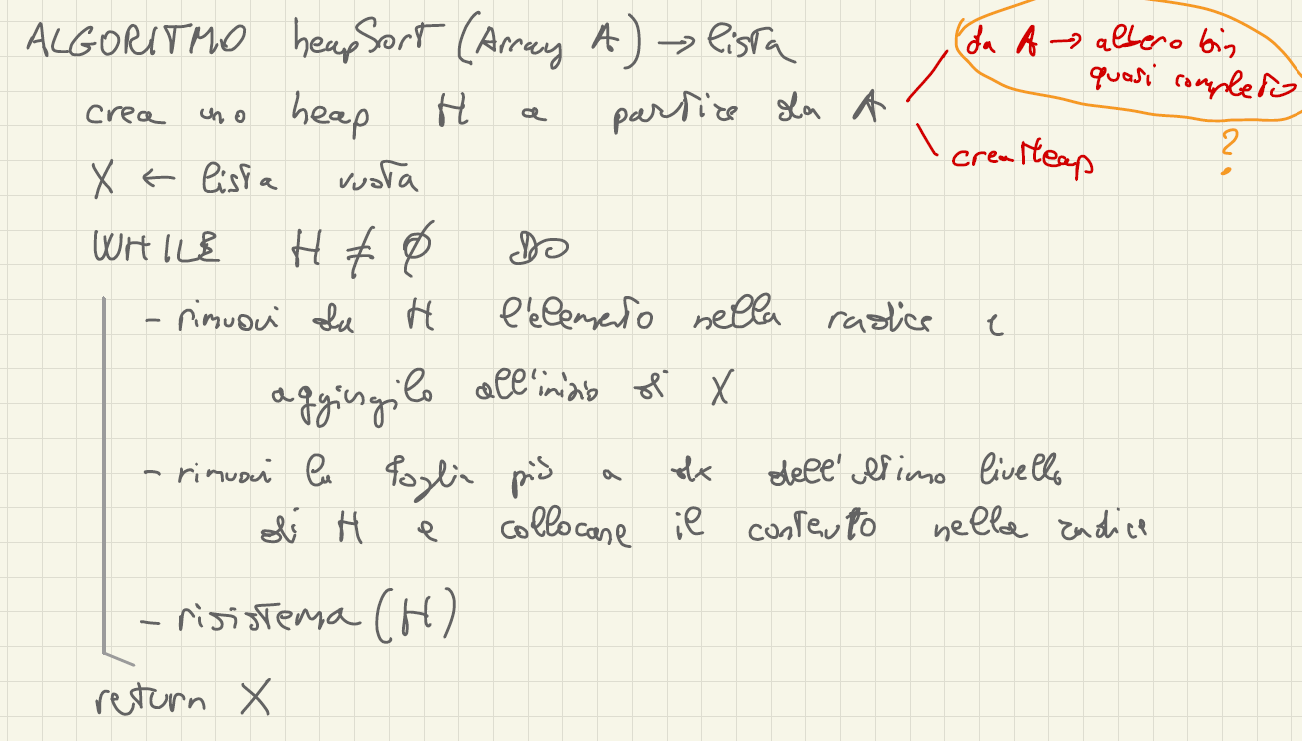 ALGORITMO heapSort (Array A) → lista
da A → albero bin
quasi completo
crea uno heap H a partire da A
?
creaHeap
X ← lista vuota
WHILE H ≠ ∅ DO
- rimuovi da H l'elemento nella radice e
aggiungilo all'inizio di X
- rimuovi la foglia più a dx dell'ultimo livello
di H e collocane il contenuto nella radice
- risistema (H)
return X